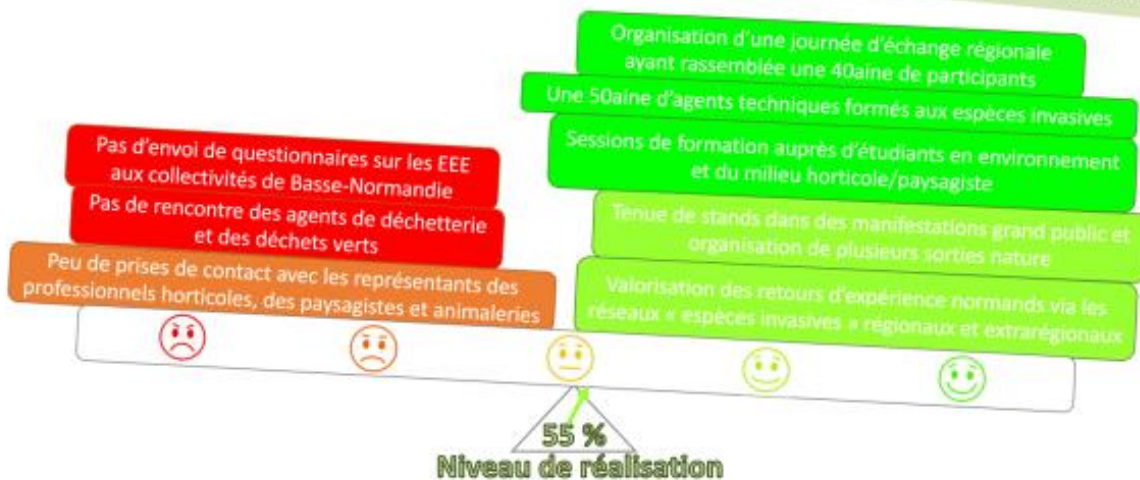 Organisation d'une journée d'échange régionale
ayant rassemblée une 40aine de participants
Une 50aine d'agents techniques formés aux espèces invasives
Sessions de formation auprès d'étudiants en environnement
et du milieu horticole/paysagiste
Tenue de stands dans des manifestations grand public et
organisation de plusieurs sorties nature
Valorisation des retours d'expérience normands via les
réseaux « espèces invasives » régionaux et extrarégionaux
Pas d'envoi de questionnaires sur les EEE
aux collectivités de Basse-Normandie
Pas de rencontre des agents de déchetterie
et des déchets verts
Peu de prises de contact avec les représentants des
professionnels horticoles, des paysagistes et animaleries
55 %
Niveau de réalisation